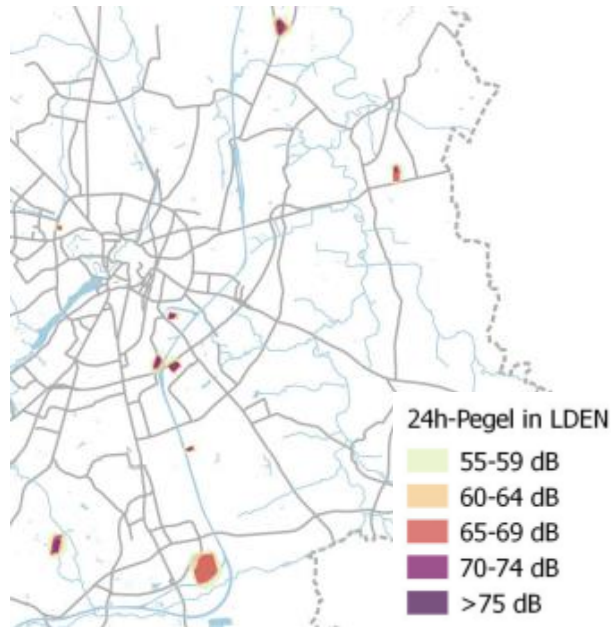 24h-Pegel in LDEN
55-59 dB
60-64 dB
65-69 dB
70-74 dB
>75 dB